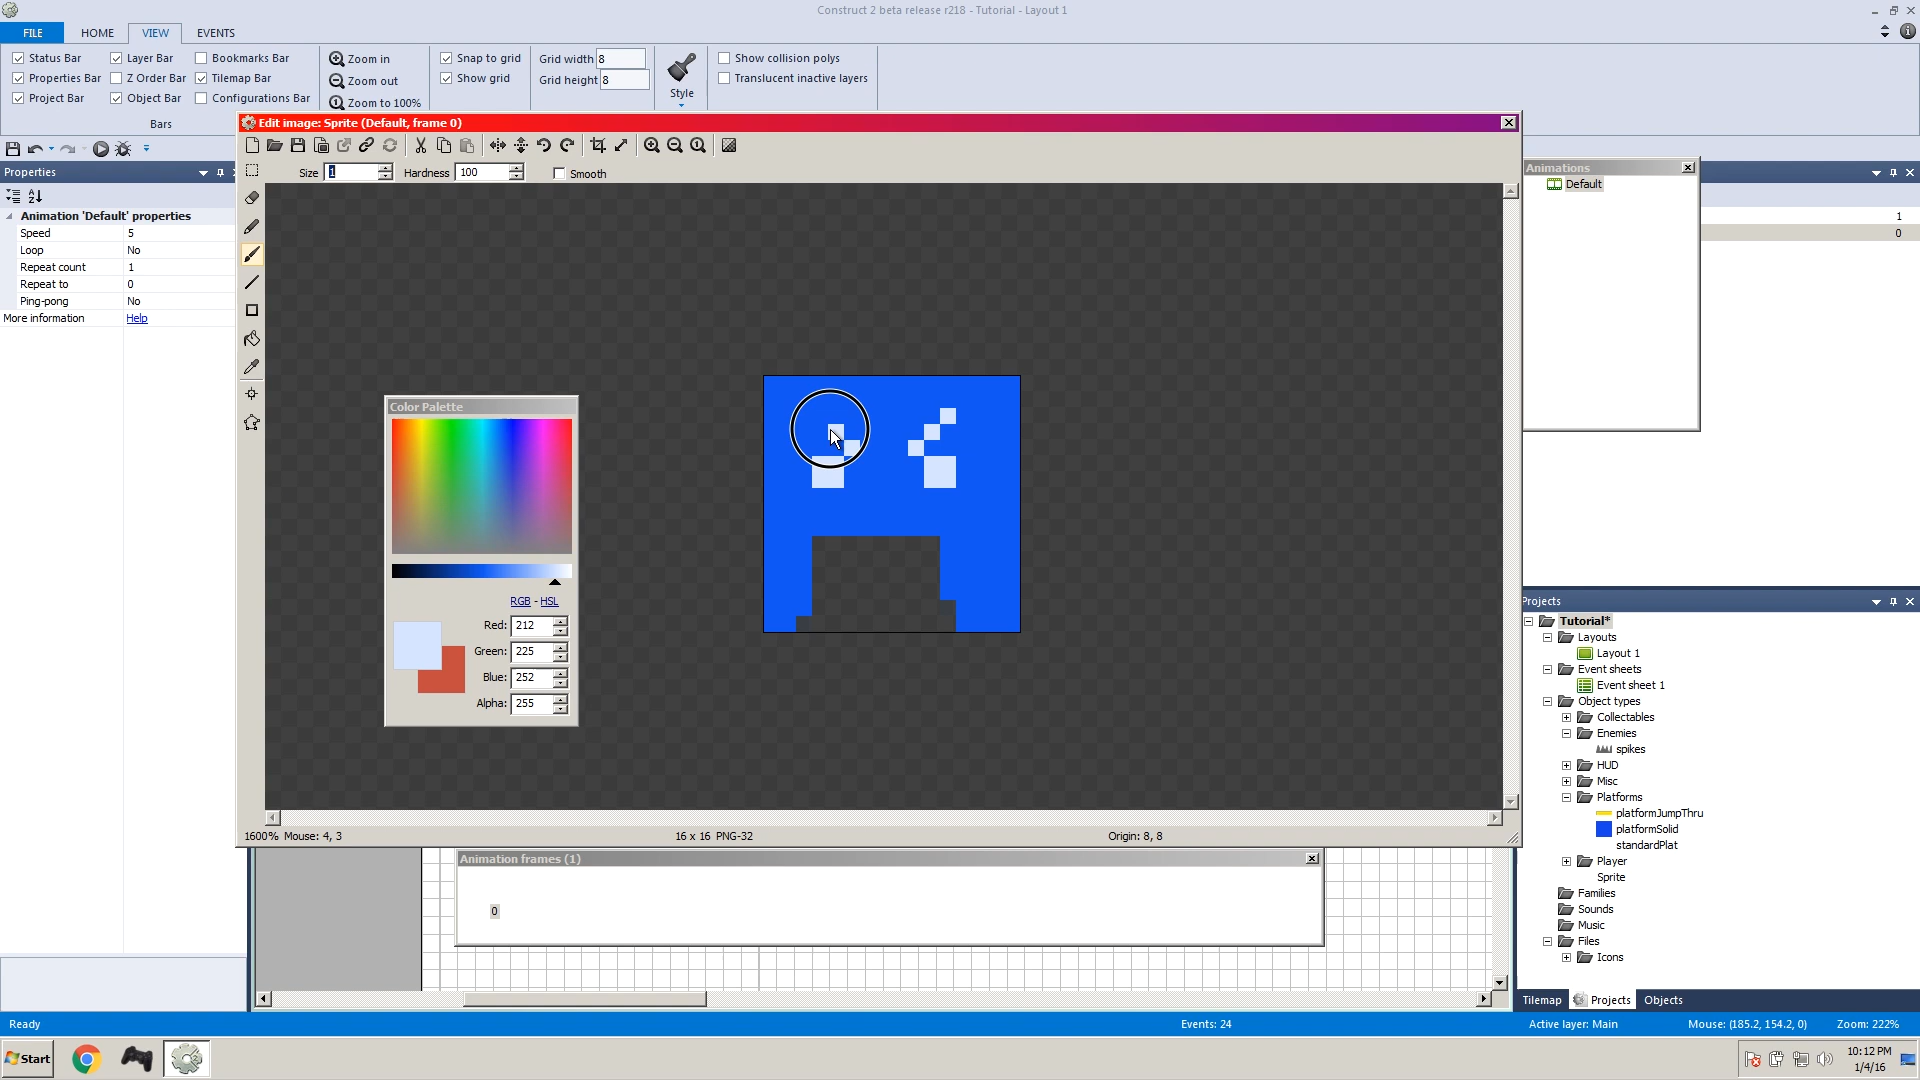 Construct 2 beta release r218 - Tutorial - Layout 1
FILE HOME VIEW EVENTS
Status Bar Layer Bar Bookmarks Bar Zoom in Snap to grid Grid width 8 Show collision polys
Properties Bar Z Order Bar Tilemap Bar Zoom out Show grid Grid height 8 Style Translucent inactive layers
Project Bar Object Bar Configurations Bar Zoom to 100%
Bars
Edit image: Sprite (Default, frame 0)
Size 1 Hardness 100 Smooth
Properties
Animation 'Default' properties
Speed 5
Loop No
Repeat count 1
Repeat to 0
Ping-pong No
More information Help
Animations
Default
1
0
Color Palette
RGB - HSL
Red: 212
Green: 225
Blue: 252
Alpha: 255
1600% Mouse: 4, 3 16 x 16 PNG-32 Origin: 8, 8
Animation frames (1)
0
Projects
Tutorial*
Layouts
Layout 1
Event sheets
Event sheet 1
Object types
Collectables
Enemies
spikes
HUD
Misc
Platforms
platformJumpThru
platformSolid
standardPlat
Player
Sprite
Families
Sounds
Music
Files
Icons
Tilemap Projects Objects
Ready Events: 24 Active layer: Main Mouse: (185.2, 154.2, 0) Zoom: 222%
Start
10:12 PM
1/4/16